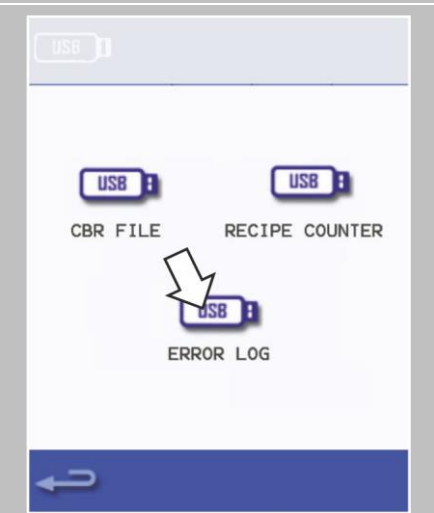 USB
USB USB
CBR FILE RECIPE COUNTER
USB
ERROR LOG